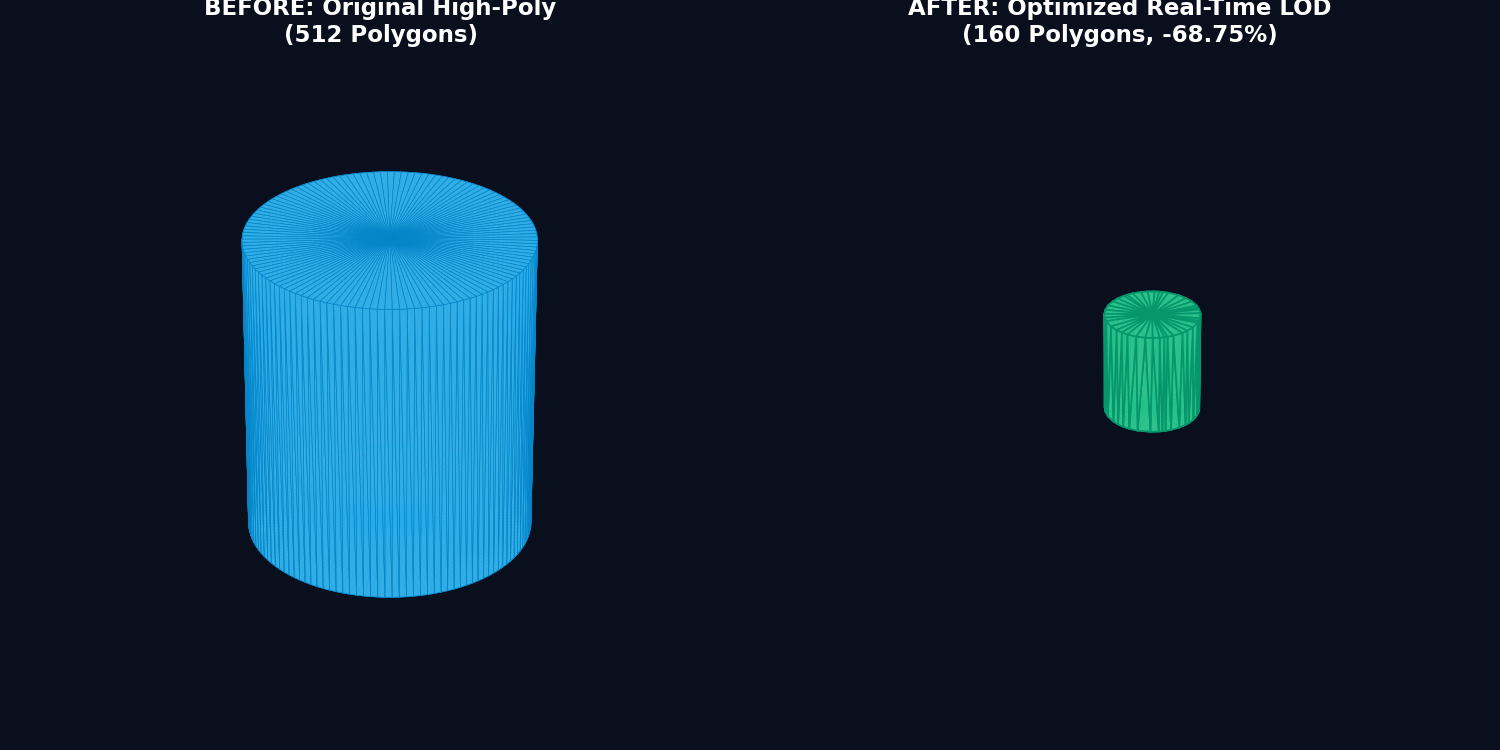 BEFORE: Original High-Poly
(512 Polygons)
AFTER: Optimized Real-Time LOD
(160 Polygons, -68.75%)